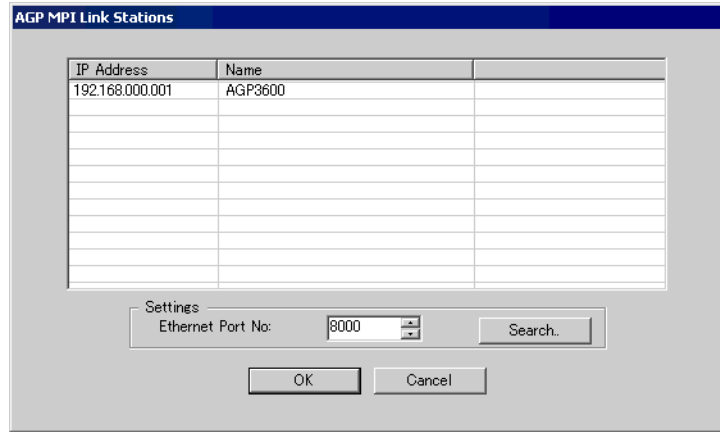 AGP MPI Link Stations
IP Address Name
192.168.000.001 AGP3600
Settings
Ethernet Port No: 8000 Search..
OK Cancel